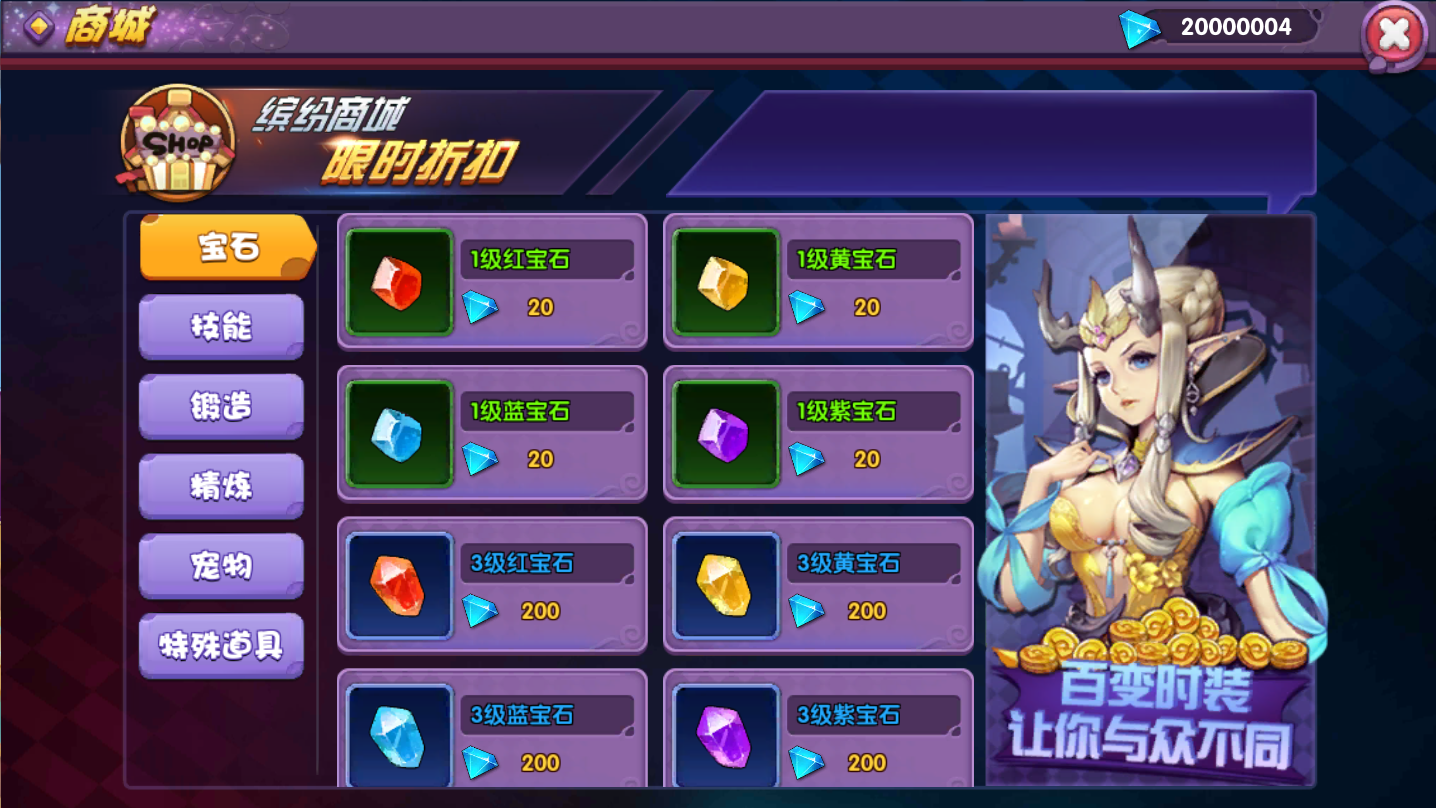 商城
20000004
SHOP
缤纷商城
限时折扣
宝石
技能
锻造
精炼
宠物
特殊道具
1级红宝石
20
1级黄宝石
20
1级蓝宝石
20
1级紫宝石
20
3级红宝石
200
3级黄宝石
200
3级蓝宝石
200
3级紫宝石
200
百变时装
让你与众不同